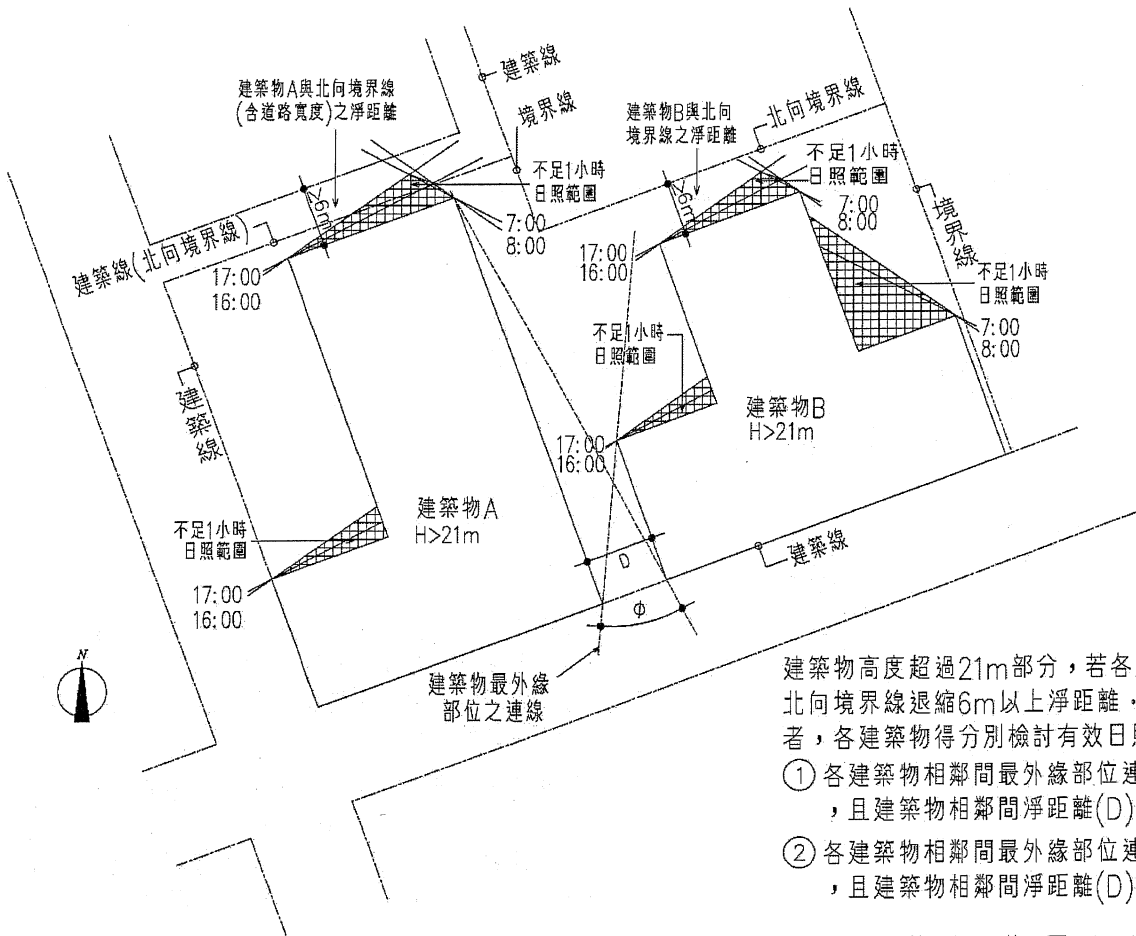 建築線
建築物A與北向境界線
(含道路寬度)之淨距離
境界線
建築物B與北向
境界線之淨距離
北向境界線
不足1小時
日照範圍
不足1小時
日照範圍
≥6m
≥6m
7:00
8:00
7:00
8:00
境界線
建築線(北向境界線)
17:00
16:00
17:00
16:00
不足1小時
日照範圍
7:00
8:00
不足1小時
日照範圍
建築線
建築物B
H>21m
17:00
16:00
建築物A
H>21m
不足1小時
日照範圍
17:00
16:00
D
建築線
φ
N
建築物最外緣
部位之連線
建築物高度超過21m部分，若各
北向境界線退縮6m以上淨距離，
者，各建築物得分別檢討有效日
① 各建築物相鄰間最外緣部位連
，且建築物相鄰間淨距離(D)
② 各建築物相鄰間最外緣部位連
，且建築物相鄰間淨距離(D)